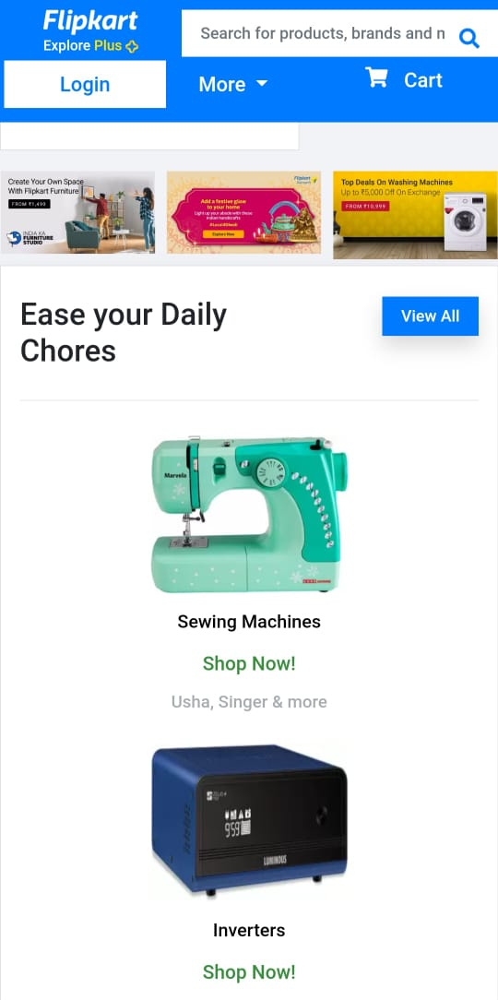 Flipkart
Explore Plus
Search for products, brands and n
Login
More
Cart
Create Your Own Space
With Flipkart Furniture
FROM ₹1,499
INDIA KA
FURNITURE
STUDIO
Flipkart
Add a festive glow
to your home
Light up your abode with these
Indian handicrafts
Explore Now
Top Deals On Washing Machines
Up to ₹5,000 Off On Exchange
FROM ₹10,999
Ease your Daily
Chores
View All
Marvela
Sewing Machines
Shop Now!
Usha, Singer & more
959
LUMINOUS
Inverters
Shop Now!